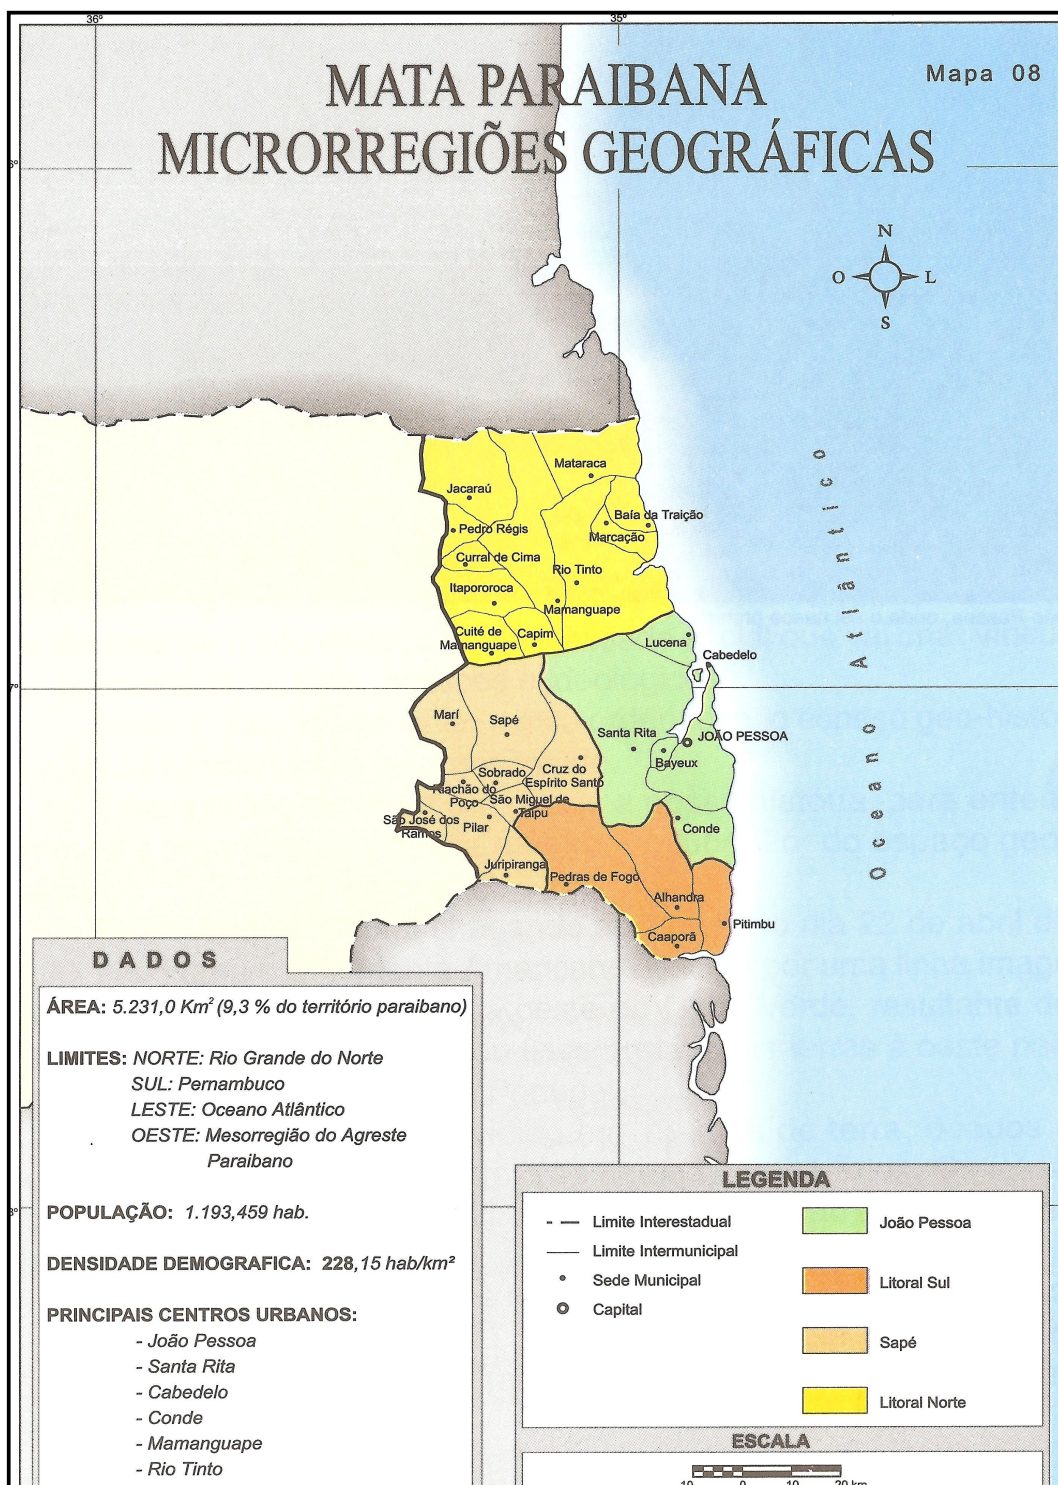 36°
35°
MATA PARAIBANA
MICRORREGIÕES GEOGRÁFICAS
Mapa 08
N
O
L
S
Oceano Atlântico
Mataraca
Jacaraú
Baía da Traição
Pedro Régis
Marcação
Curral de Cima
Rio Tinto
Itapororoca
Mamanguape
Cuité de
Mamanguape
Capim
Lucena
Cabedelo
7°
Marí
Sapé
Santa Rita
JOÃO PESSOA
Bayeux
Sobrado
Cruz do
Espírito Santo
Riachão do
Poço
São Miguel de
Taipu
São José dos
Ramos
Pilar
Conde
Juripiranga
Pedras de Fogo
Alhandra
Pitimbu
Caaporã
DADOS
ÁREA: 5.231,0 Km² (9,3 % do território paraibano)
LIMITES: NORTE: Rio Grande do Norte
SUL: Pernambuco
LESTE: Oceano Atlântico
OESTE: Mesorregião do Agreste
Paraibano
POPULAÇÃO: 1.193,459 hab.
DENSIDADE DEMOGRAFICA: 228,15 hab/km²
PRINCIPAIS CENTROS URBANOS:
- João Pessoa
- Santa Rita
- Cabedelo
- Conde
- Mamanguape
- Rio Tinto
LEGENDA
Limite Interestadual
Limite Intermunicipal
Sede Municipal
Capital
João Pessoa
Litoral Sul
Sapé
Litoral Norte
ESCALA
10 0 10 20 km